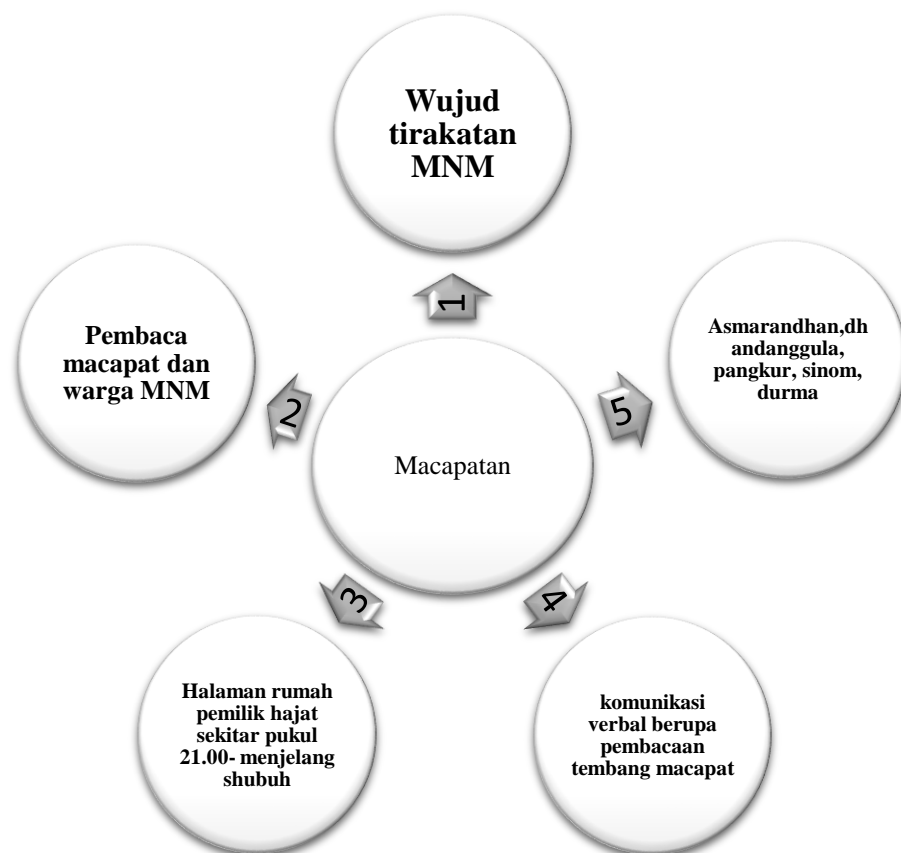 Wujud
tirakatan
MNM
1
Pembaca
macapat dan
warga MNM
2
Asmarandhan,dh
andanggula,
pangkur, sinom,
durma
5
Macapatan
3
4
Halaman rumah
pemilik hajat
sekitar pukul
21.00- menjelang
shubuh
komunikasi
verbal berupa
pembacaan
tembang macapat